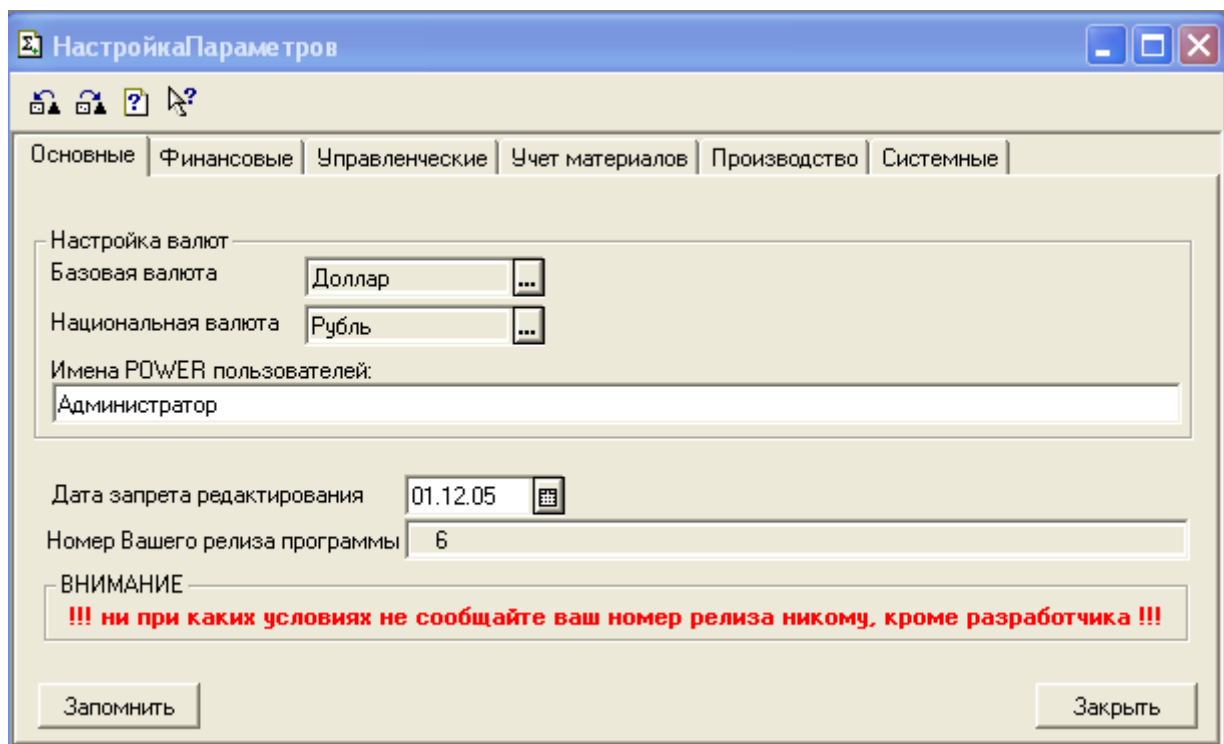 НастройкаПараметров
Основные Финансовые Управленческие Учет материалов Производство Системные
Настройка валют
Базовая валюта Доллар ...
Национальная валюта Рубль ...
Имена POWER пользователей:
Администратор
Дата запрета редактирования 01.12.05
Номер Вашего релиза программы 6
ВНИМАНИЕ
!!! ни при каких условиях не сообщайте ваш номер релиза никому, кроме разработчика !!!
Запомнить Закрыть